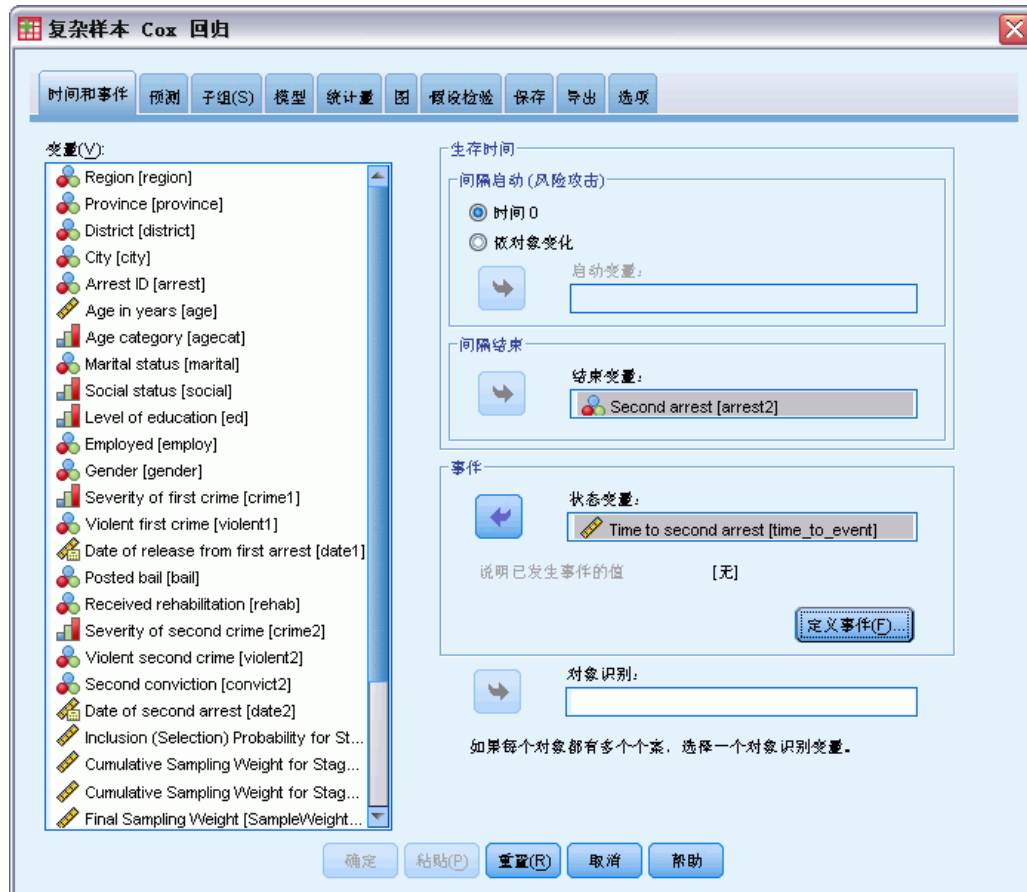 复杂样本 Cox 回归
时间和事件 预测 子组(S) 模型 统计量 图 假设检验 保存 导出 选项
变量(V):
Region [region]
Province [province]
District [district]
City [city]
Arrest ID [arrest]
Age in years [age]
Age category [agecat]
Marital status [marital]
Social status [social]
Level of education [ed]
Employed [employ]
Gender [gender]
Severity of first crime [crime1]
Violent first crime [violent1]
Date of release from first arrest [date1]
Posted bail [bail]
Received rehabilitation [rehab]
Severity of second crime [crime2]
Violent second crime [violent2]
Second conviction [convict2]
Date of second arrest [date2]
Inclusion (Selection) Probability for St...
Cumulative Sampling Weight for Stag...
Cumulative Sampling Weight for Stag...
Final Sampling Weight [SampleWeight...
生存时间
间隔启动(风险攻击)
时间 0
依对象变化
启动变量:
间隔结束
结束变量:
Second arrest [arrest2]
事件
状态变量:
Time to second arrest [time_to_event]
说明已发生事件的值 [无]
定义事件(F)...
对象识别:
如果每个对象都有多个个案，选择一个对象识别变量。
确定 粘贴(P) 重置(R) 取消 帮助